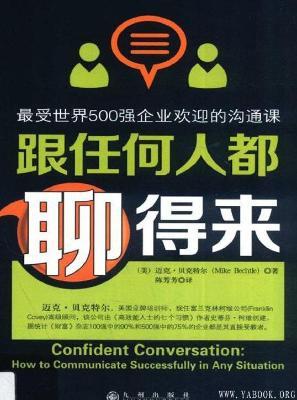 最受世界500强企业欢迎的沟通课
跟任何人都
聊得来
（美）迈克·贝克特尔（Mike Bechtle）著
陈芳芳 译
迈克·贝克特尔，美国金牌培训师，现任富兰克林柯维公司（Franklin
Covey）高级顾问，该公司由《高效能人士的七个习惯》作者史蒂芬·柯维创建。
据统计《财富》杂志100强中的90%和500强中的75%的企业都是其直接受教者。
Confident Conversation:
How to Communicate Successfully in Any Situation
九州出版社
WWW.YABOOK.ORG